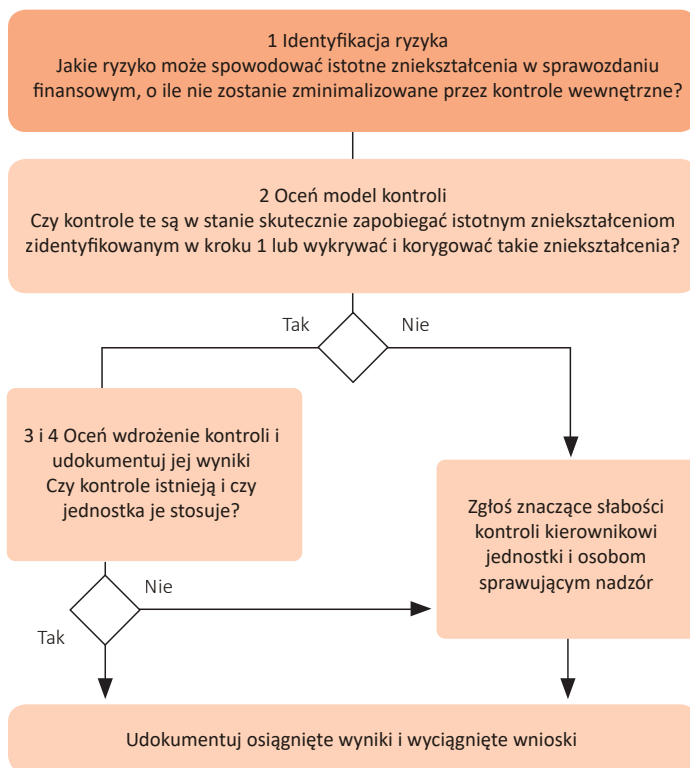 1 Identyfikacja ryzyka
Jakie ryzyko może spowodować istotne zniekształcenia w sprawozdaniu
finansowym, o ile nie zostanie zminimalizowane przez kontrole wewnętrzne?
2 Oceń model kontroli
Czy kontrole te są w stanie skutecznie zapobiegać istotnym zniekształceniom
zidentyfikowanym w kroku 1 lub wykrywać i korygować takie zniekształcenia?
Tak
Nie
3 i 4 Oceń wdrożenie kontroli i
udokumentuj jej wyniki
Czy kontrole istnieją i czy
jednostka je stosuje?
Zgłoś znaczące słabości
kontroli kierownikowi
jednostki i osobom
sprawującym nadzór
Nie
Tak
Udokumentuj osiągnięte wyniki i wyciągnięte wnioski